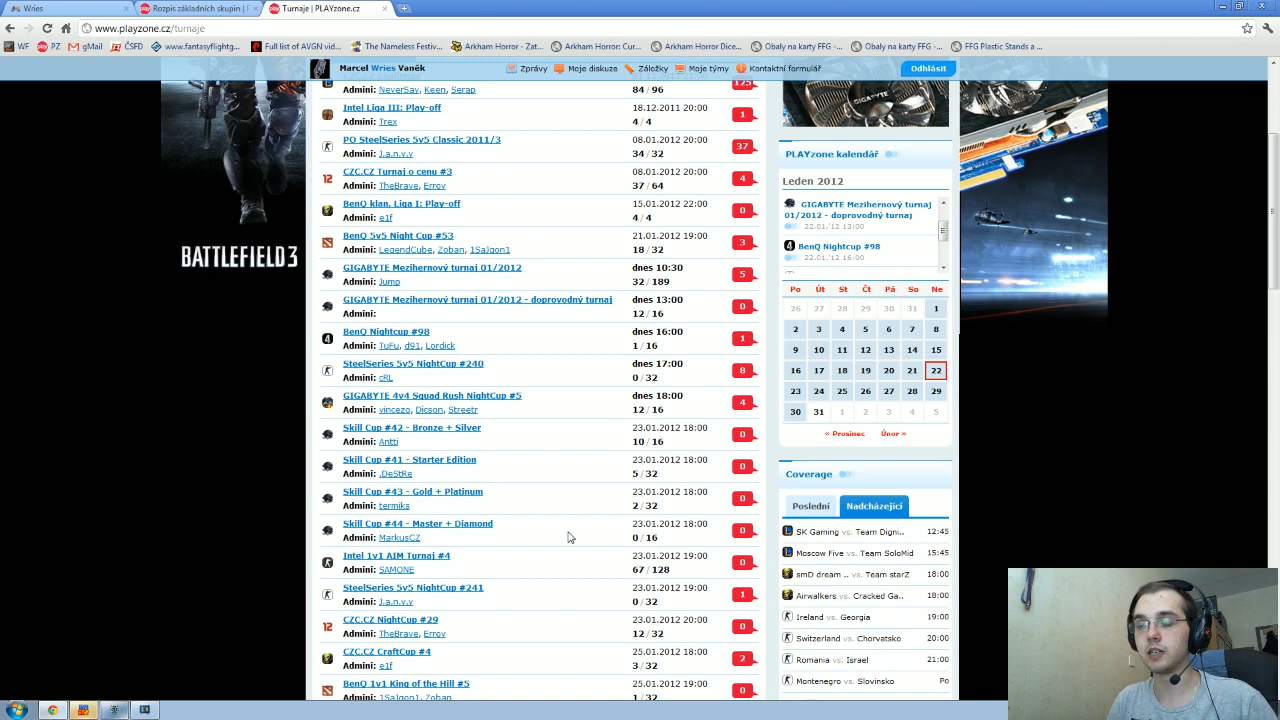 Wries
Rozpis základních skupin |
Turnaje | PLAYzone.cz
www.playzone.cz/turnaje
WF
PZ
gMail
ČSFD
www.fantasyflightg...
Full list of AVGN vid...
The Nameless Festiv...
Arkham Horror - Zat...
Arkham Horror: Cur...
Arkham Horror Dice...
Obaly na karty FFG -...
Obaly na karty FFG -...
FFG Plastic Stands a ...
Marcel Wries Vaněk
Zprávy
Moje diskuze
Záložky
Moje týmy
Kontaktní formulář
Odhlásit
BATTLEFIELD 3
GIGABYTE
125
Admini: NeverSay, Keen, Serap 84 / 96
Intel Liga III: Play-off 18.12.2011 20:00 1
Admini: Trex 4 / 4
PO SteelSeries 5v5 Classic 2011/3 08.01.2012 20:00 37
Admini: J.a.n.v.v 34 / 32
CZC.CZ Turnaj o cenu #3 08.01.2012 20:00 4
Admini: TheBrave, Errov 37 / 64
BenQ klan. Liga I: Play-off 15.01.2012 22:00 0
Admini: e1f 4 / 4
BenQ 5v5 Night Cup #53 21.01.2012 19:00 3
Admini: LegendCube, Zoban, 1SaJgon1 18 / 32
GIGABYTE Mezihernový turnaj 01/2012 dnes 10:30 5
Admini: Jump 32 / 189
GIGABYTE Mezihernový turnaj 01/2012 - doprovodný turnaj dnes 13:00 0
Admini: 12 / 16
BenQ Nightcup #98 dnes 16:00 1
Admini: TuFu, d91, Lordick 1 / 16
SteelSeries 5v5 NightCup #240 dnes 17:00 8
Admini: cRL 0 / 32
GIGABYTE 4v4 Squad Rush NightCup #5 dnes 18:00 4
Admini: vincezo, Dicson, Streetr 12 / 16
Skill Cup #42 - Bronze + Silver 23.01.2012 18:00 0
Admini: Antti 10 / 16
Skill Cup #41 - Starter Edition 23.01.2012 18:00 0
Admini: .DeStRe 5 / 32
Skill Cup #43 - Gold + Platinum 23.01.2012 18:00 0
Admini: termiks 2 / 32
Skill Cup #44 - Master + Diamond 23.01.2012 18:00 0
Admini: MarkusCZ 0 / 16
Intel 1v1 AIM Turnaj #4 23.01.2012 19:00 0
Admini: SAMONE 67 / 128
SteelSeries 5v5 NightCup #241 23.01.2012 19:00 1
Admini: J.a.n.v.v 0 / 32
CZC.CZ NightCup #29 23.01.2012 20:00 0
Admini: TheBrave, Errov 12 / 32
CZC.CZ CraftCup #4 25.01.2012 18:00 2
Admini: e1f 3 / 32
BenQ 1v1 King of the Hill #5 25.01.2012 19:00 0
Admini: 1SaJgon1, Zoban 1 / 32
PLAYzone kalendář
Leden 2012
GIGABYTE Mezihernový turnaj
01/2012 - doprovodný turnaj
22.01.'12 13:00
BenQ Nightcup #98
22.01.'12 16:00
Po Út St Čt Pá So Ne
26 27 28 29 30 31 1
2 3 4 5 6 7 8
9 10 11 12 13 14 15
16 17 18 19 20 21 22
23 24 25 26 27 28 29
30 31 1 2 3 4 5
« Prosinec Únor »
Coverage
Poslední Nadcházející
SK Gaming vs. Team Digni.. 12:45
Moscow Five vs. Team SoloMid 15:45
smD dream .. vs. Team starZ 18:00
Airwalkers vs. Cracked Ga.. 18:00
Ireland vs. Georgia 19:00
Switzerland vs. Chorvatsko 20:00
Romania vs. Israel 21:00
Montenegro vs. Slovinsko Po